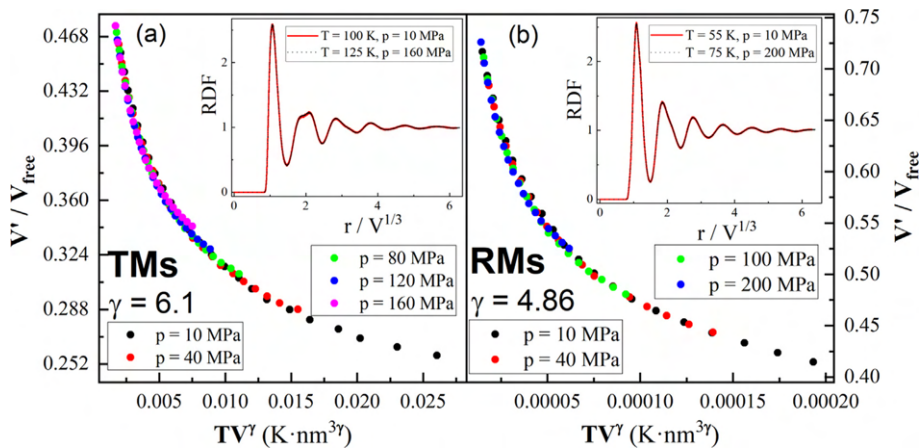 (a)
T = 100 K, p = 10 MPa
T = 125 K, p = 160 MPa
RDF
2
1
0
0 2 4 6
r / V^1/3
V' / V_free
0.468
0.432
0.396
0.360
0.324
0.288
0.252
TMs
γ = 6.1
p = 80 MPa
p = 120 MPa
p = 160 MPa
p = 10 MPa
p = 40 MPa
0.005 0.010 0.015 0.020 0.025
TV^γ (K·nm^3γ)
(b)
T = 55 K, p = 10 MPa
T = 75 K, p = 200 MPa
RDF
2
1
0
0 2 4 6
r / V^1/3
RMs
γ = 4.86
p = 100 MPa
p = 200 MPa
p = 10 MPa
p = 40 MPa
0.00005 0.00010 0.00015 0.00020
TV^γ (K·nm^3γ)
0.75
0.70
0.65
0.60
0.55
0.50
0.45
0.40
V' / V_free